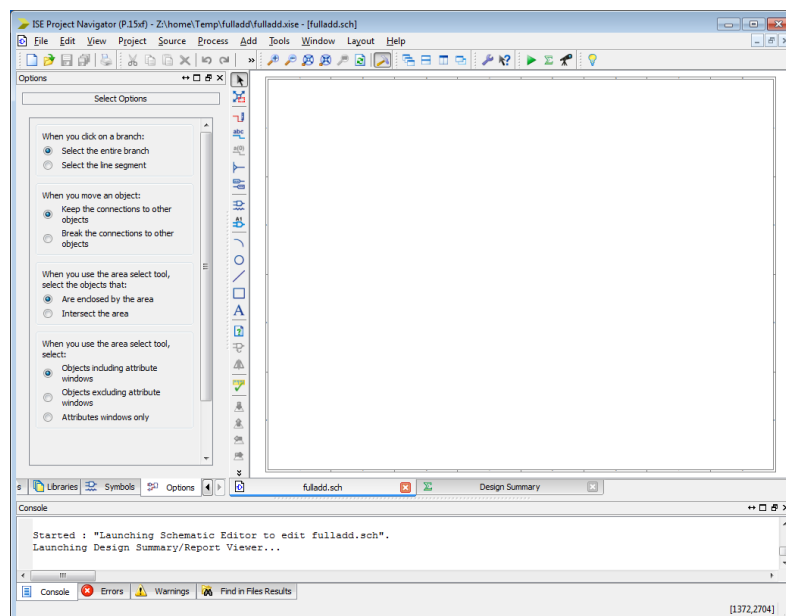 ISE Project Navigator (P.15xf) - Z:\home\Temp\fulladd\fulladd.xise - [fulladd.sch]
File Edit View Project Source Process Add Tools Window Layout Help
Options
Select Options
When you click on a branch:
Select the entire branch
Select the line segment
When you move an object:
Keep the connections to other
objects
Break the connections to other
objects
When you use the area select tool,
select the objects that:
Are enclosed by the area
Intersect the area
When you use the area select tool,
select:
Objects including attribute
windows
Objects excluding attribute
windows
Attributes windows only
abc
A1
A
s Libraries Symbols Options
fulladd.sch Design Summary
Console
Started : "Launching Schematic Editor to edit fulladd.sch".
Launching Design Summary/Report Viewer...
Console Errors Warnings Find in Files Results
[1372,2704]